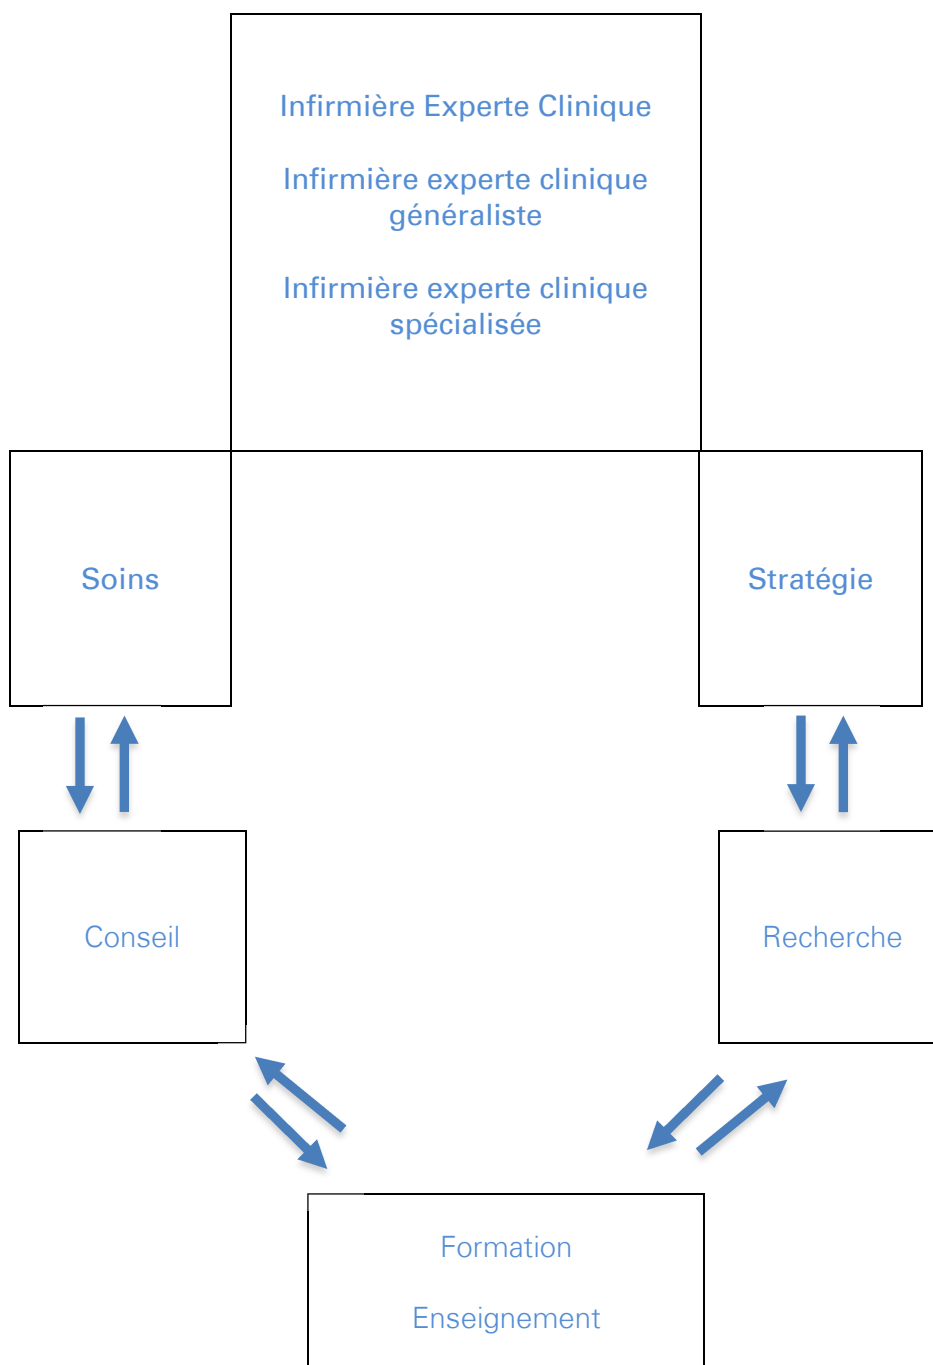 Infirmière Experte Clinique
Infirmière experte clinique
généraliste
Infirmière experte clinique
spécialisée
Soins
Stratégie
Conseil
Recherche
Formation
Enseignement